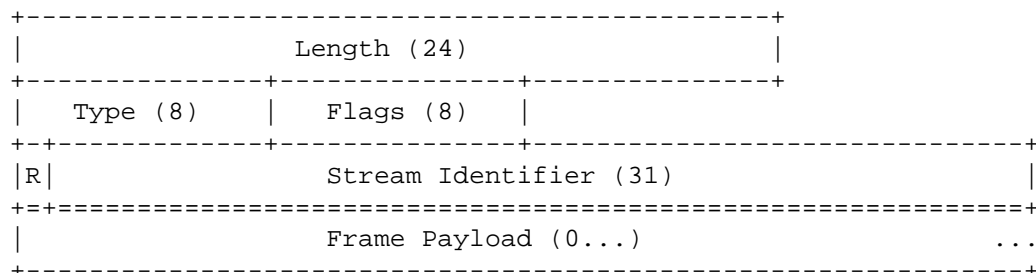 Length (24)
Type (8) Flags (8)
R Stream Identifier (31)
Frame Payload (0...) ...